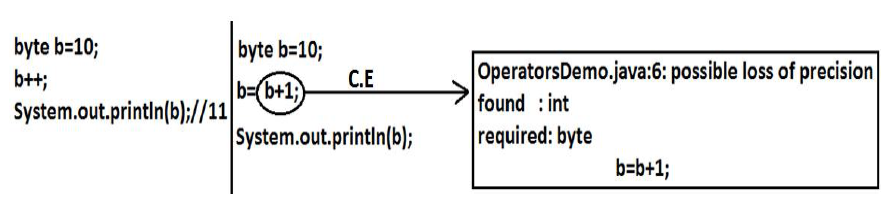 byte b=10;
b++;
System.out.println(b);//11
byte b=10;
b=b+1;
C.E
System.out.println(b);
OperatorsDemo.java:6: possible loss of precision
found : int
required: byte
b=b+1;